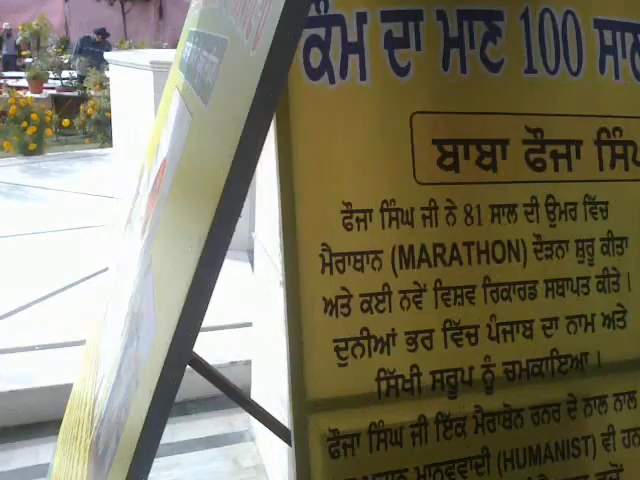 ਕੌਮ ਦਾ ਮਾਣ 100 ਸਾਲ
ਬਾਬਾ ਫੌਜਾ ਸਿੰਘ
ਫੌਜਾ ਸਿੰਘ ਜੀ ਨੇ 81 ਸਾਲ ਦੀ ਉਮਰ ਵਿੱਚ
ਮੈਰਾਥਾਨ (MARATHON) ਦੌੜਨਾ ਸ਼ੁਰੂ ਕੀਤਾ
ਅਤੇ ਕਈ ਨਵੇਂ ਵਿਸ਼ਵ ਰਿਕਾਰਡ ਸਥਾਪਤ ਕੀਤੇ।
ਦੁਨੀਆਂ ਭਰ ਵਿੱਚ ਪੰਜਾਬ ਦਾ ਨਾਮ ਅਤੇ
ਸਿੱਖੀ ਸਰੂਪ ਨੂੰ ਚਮਕਾਇਆ।
ਫੌਜਾ ਸਿੰਘ ਜੀ ਇੱਕ ਮੈਰਾਥੋਨ ਰਨਰ ਦੇ ਨਾਲ ਨਾਲ
ਮਾਨਵਵਾਦੀ (HUMANIST) ਵੀ ਹਨ